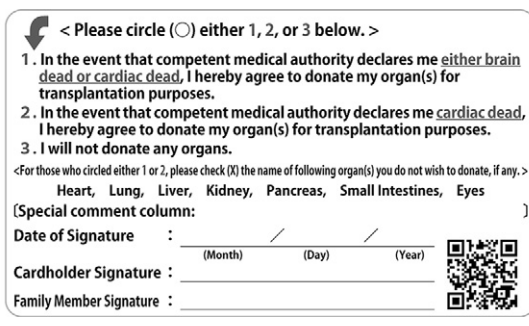 < Please circle (○) either 1, 2, or 3 below. >
1. In the event that competent medical authority declares me either brain
dead or cardiac dead, I hereby agree to donate my organ(s) for
transplantation purposes.
2. In the event that competent medical authority declares me cardiac dead,
I hereby agree to donate my organ(s) for transplantation purposes.
3. I will not donate any organs.
<For those who circled either 1 or 2, please check (X) the name of following organ(s) you do not wish to donate, if any. >
Heart, Lung, Liver, Kidney, Pancreas, Small Intestines, Eyes
〔Special comment column: 〕
Date of Signature : / /
(Month) (Day) (Year)
Cardholder Signature :
Family Member Signature :